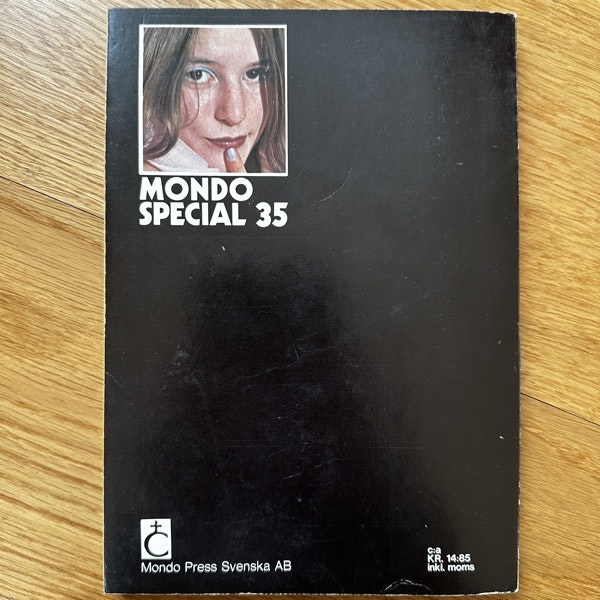 MONDO
SPECIAL 35
C
Mondo Press Svenska AB
c:a
KR. 14:85
inkl. moms